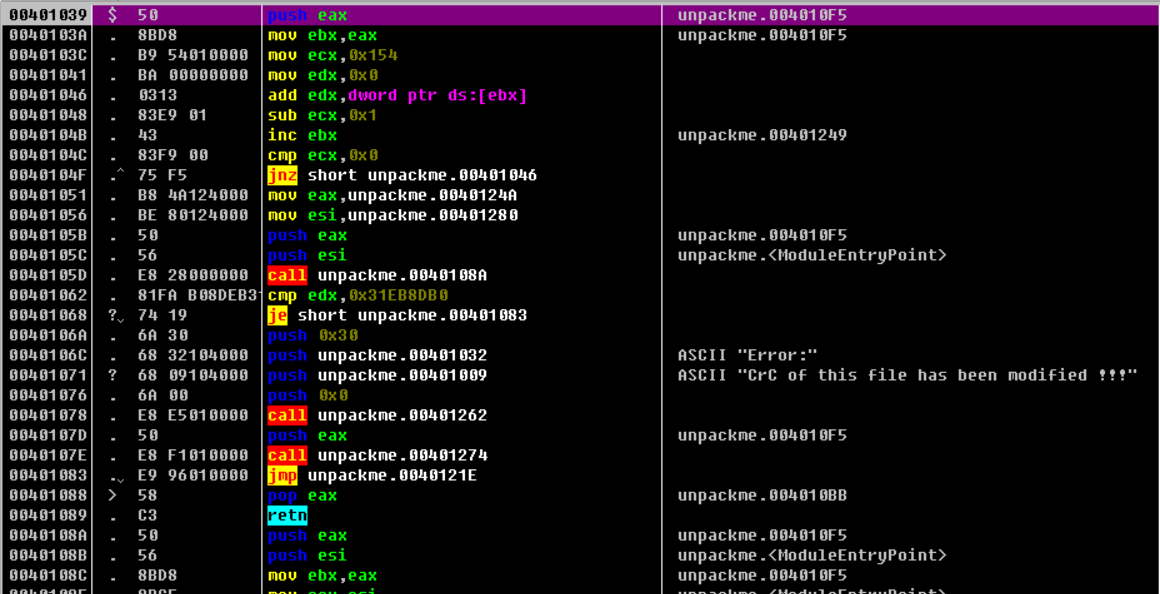 00401039 $ 50 push eax unpackme.004010F5
0040103A . 8BD8 mov ebx,eax unpackme.004010F5
0040103C . B9 54010000 mov ecx,0x154
00401041 . BA 00000000 mov edx,0x0
00401046 . 0313 add edx,dword ptr ds:[ebx]
00401048 . 83E9 01 sub ecx,0x1
0040104B . 43 inc ebx unpackme.00401249
0040104C . 83F9 00 cmp ecx,0x0
0040104F .^ 75 F5 jnz short unpackme.00401046
00401051 . B8 4A124000 mov eax,unpackme.0040124A
00401056 . BE 80124000 mov esi,unpackme.00401280
0040105B . 50 push eax unpackme.004010F5
0040105C . 56 push esi unpackme.<ModuleEntryPoint>
0040105D . E8 28000000 call unpackme.0040108A
00401062 . 81FA B08DEB31 cmp edx,0x31EB8DB0
00401068 ?⌄ 74 19 je short unpackme.00401083
0040106A . 6A 30 push 0x30
0040106C . 68 32104000 push unpackme.00401032 ASCII "Error:"
00401071 ? 68 09104000 push unpackme.00401009 ASCII "CrC of this file has been modified !!!"
00401076 . 6A 00 push 0x0
00401078 . E8 E5010000 call unpackme.00401262
0040107D . 50 push eax unpackme.004010F5
0040107E . E8 F1010000 call unpackme.00401274
00401083 .⌄ E9 96010000 jmp unpackme.0040121E
00401088 > 58 pop eax unpackme.004010BB
00401089 . C3 retn
0040108A . 50 push eax unpackme.004010F5
0040108B . 56 push esi unpackme.<ModuleEntryPoint>
0040108C . 8BD8 mov ebx,eax unpackme.004010F5